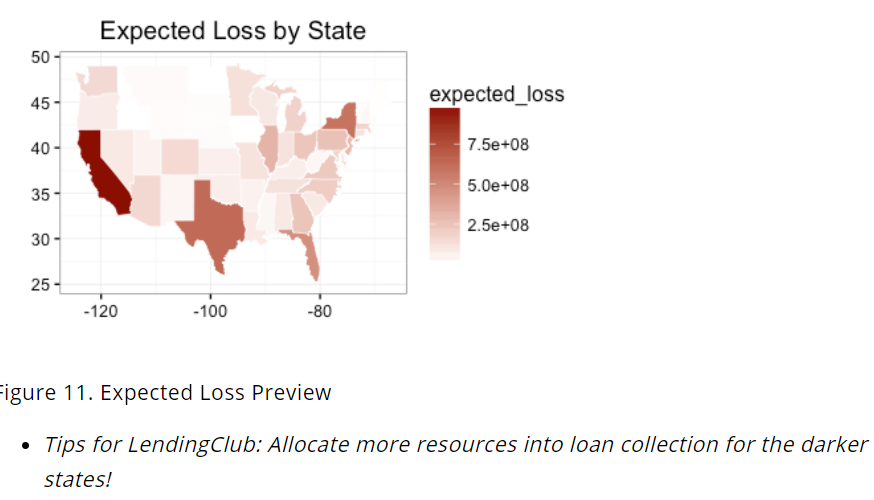 Expected Loss by State
50
45
40
35
30
25
-120 -100 -80
expected_loss
7.5e+08
5.0e+08
2.5e+08
Figure 11. Expected Loss Preview
• Tips for LendingClub: Allocate more resources into loan collection for the darker
states!